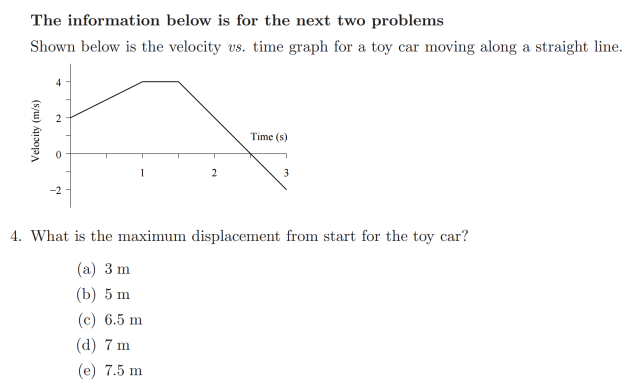 The information below is for the next two problems
Shown below is the velocity vs. time graph for a toy car moving along a straight line.
4
2
0
−2
Velocity (m/s)
Time (s)
1
2
3
4. What is the maximum displacement from start for the toy car?
(a) 3 m
(b) 5 m
(c) 6.5 m
(d) 7 m
(e) 7.5 m